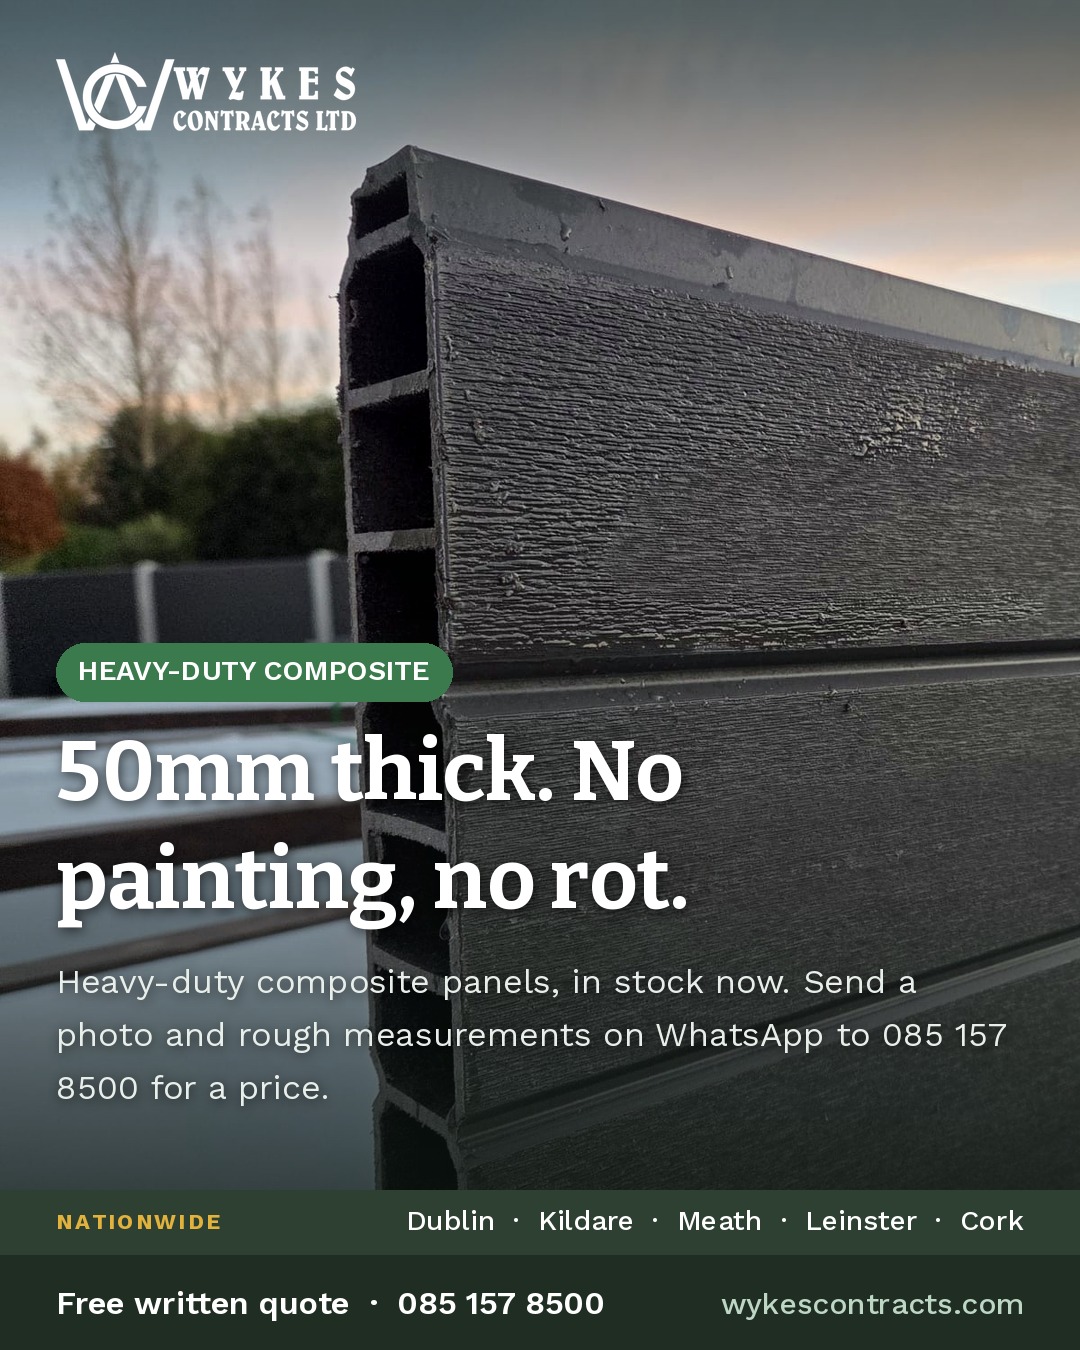 WYKES
CONTRACTS LTD
HEAVY-DUTY COMPOSITE
50mm thick. No
painting, no rot.
Heavy-duty composite panels, in stock now. Send a
photo and rough measurements on WhatsApp to 085 157
8500 for a price.
NATIONWIDE Dublin · Kildare · Meath · Leinster · Cork
Free written quote · 085 157 8500 wykescontracts.com